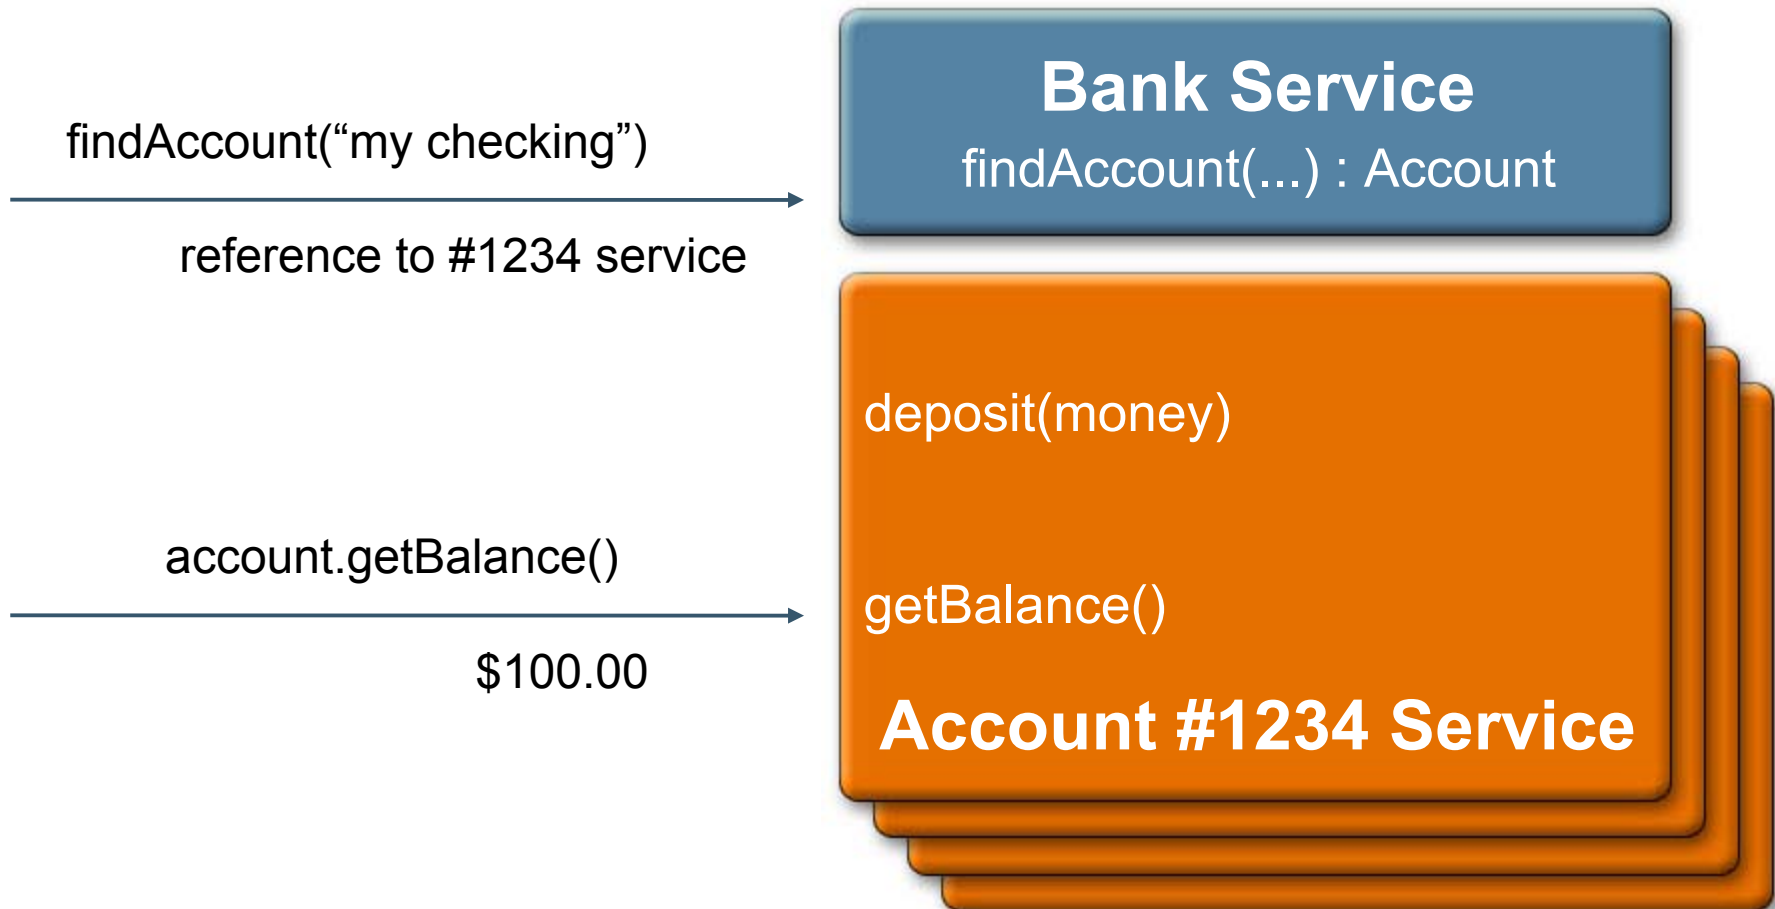 Bank Service
findAccount(“my checking”)
findAccount(...) : Account
reference to #1234 service
deposit(money)
account.getBalance()
getBalance()
$100.00
Account #1234 Service